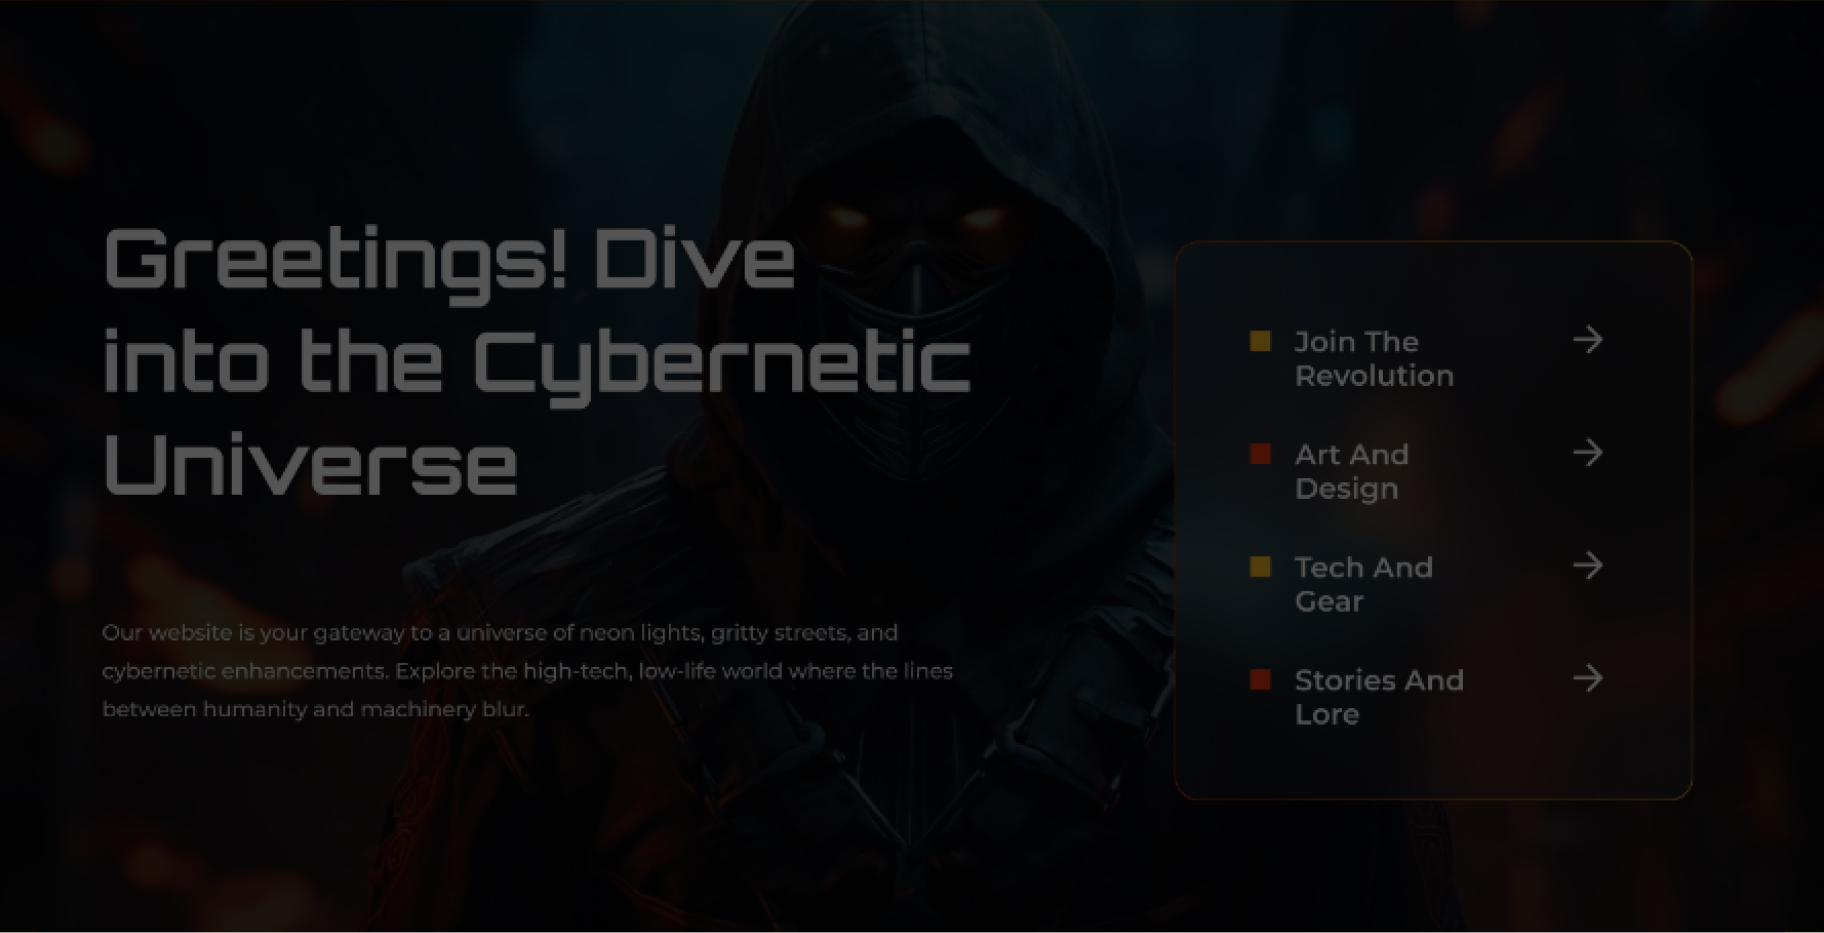 Greetings! Dive
into the Cybernetic
Universe
Our website is your gateway to a universe of neon lights, gritty streets, and
cybernetic enhancements. Explore the high-tech, low-life world where the lines
between humanity and machinery blur.
Join The
Revolution
Art And
Design
Tech And
Gear
Stories And
Lore